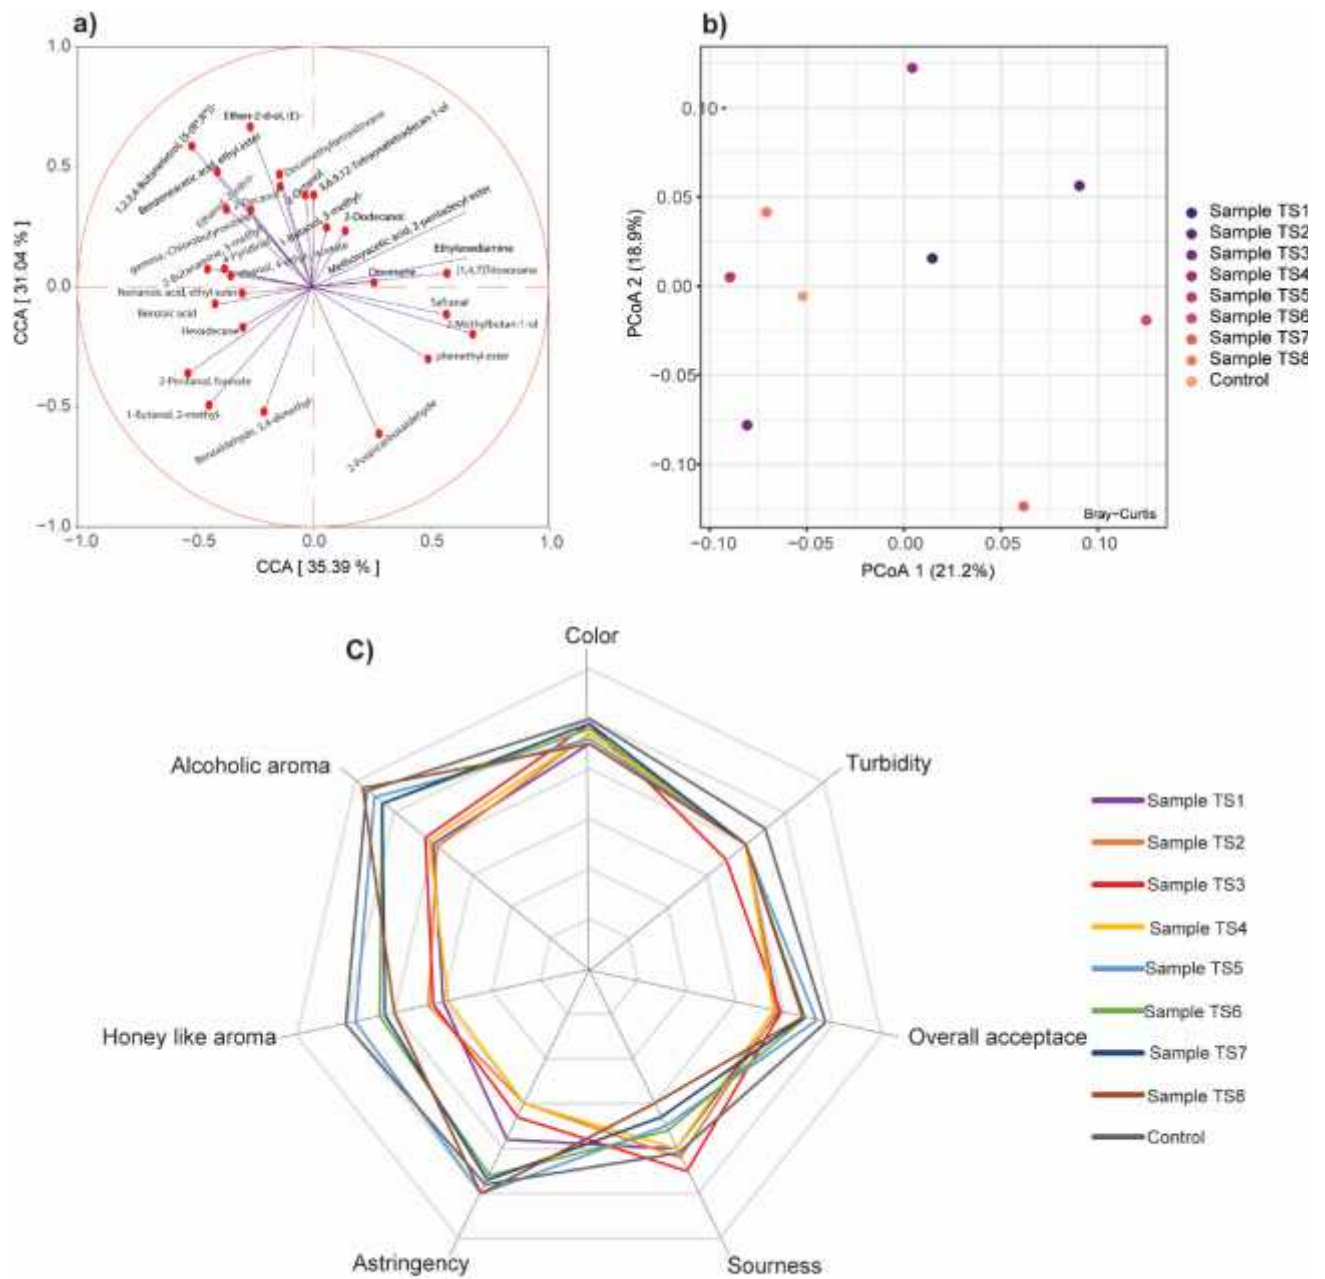 a)
1.0
0.5
0.0
−0.5
−1.0
−1.0
−0.5
0.0
0.5
1.0
CCA [ 31.04 % ]
CCA [ 35.39 % ]
Benzeneacetic acid, ethyl ester
2-Dodecanol
Methoxyacetic acid, 2-pentadecyl ester
Ethylenediamine
Safranal
2-Methylbutan-1-ol
phenethyl ester
Nonanoic acid, ethyl ester
Benzoic acid
Hexadecane
2-Pentanol, formate
1-Butanol, 2-methyl-
Benzaldehyde, 3,4-dimethyl-
2-Furancarboxaldehyde
b)
0.10
0.05
0.00
−0.05
−0.10
−0.10
−0.05
0.00
0.05
0.10
PCoA 2 (18.9%)
PCoA 1 (21.2%)
Bray−Curtis
Sample TS1
Sample TS2
Sample TS3
Sample TS4
Sample TS5
Sample TS6
Sample TS7
Sample TS8
Control
C)
Color
Turbidity
Overall acceptace
Sourness
Astringency
Honey like aroma
Alcoholic aroma
Sample TS1
Sample TS2
Sample TS3
Sample TS4
Sample TS5
Sample TS6
Sample TS7
Sample TS8
Control